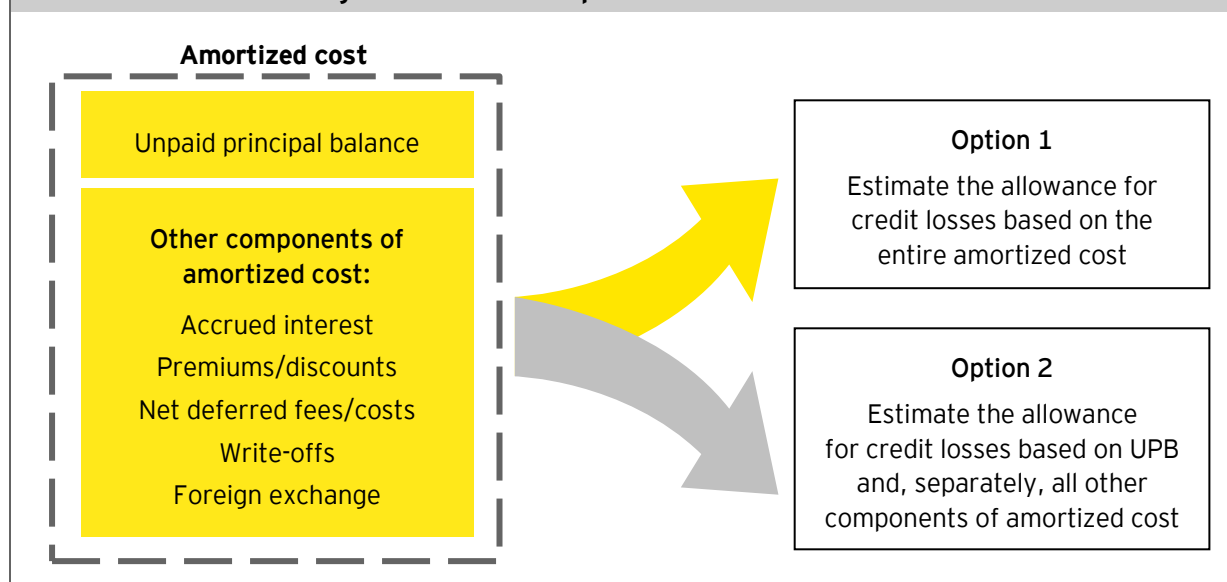 Amortized cost
Unpaid principal balance
Other components of
amortized cost:
Accrued interest
Premiums/discounts
Net deferred fees/costs
Write-offs
Foreign exchange
Option 1
Estimate the allowance for
credit losses based on the
entire amortized cost
Option 2
Estimate the allowance
for credit losses based on UPB
and, separately, all other
components of amortized cost